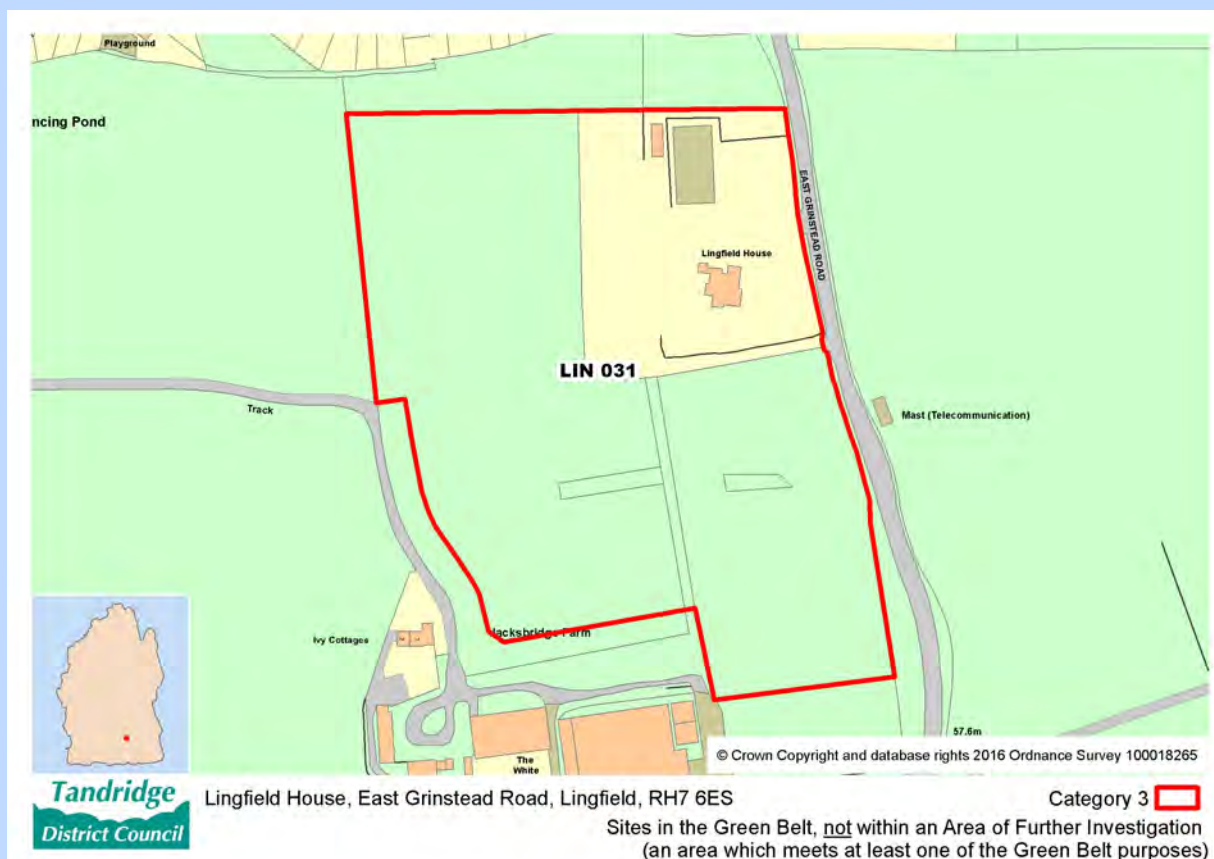 Playground
ncing Pond
EAST GRINSTEAD ROAD
Lingfield House
LIN 031
Track
Mast (Telecommunication)
Ivy Cottages
Jacksbridge Farm
57.6m
The
White
© Crown Copyright and database rights 2016 Ordnance Survey 100018265
Tandridge
District Council
Lingfield House, East Grinstead Road, Lingfield, RH7 6ES
Category 3
Sites in the Green Belt, not within an Area of Further Investigation
(an area which meets at least one of the Green Belt purposes)